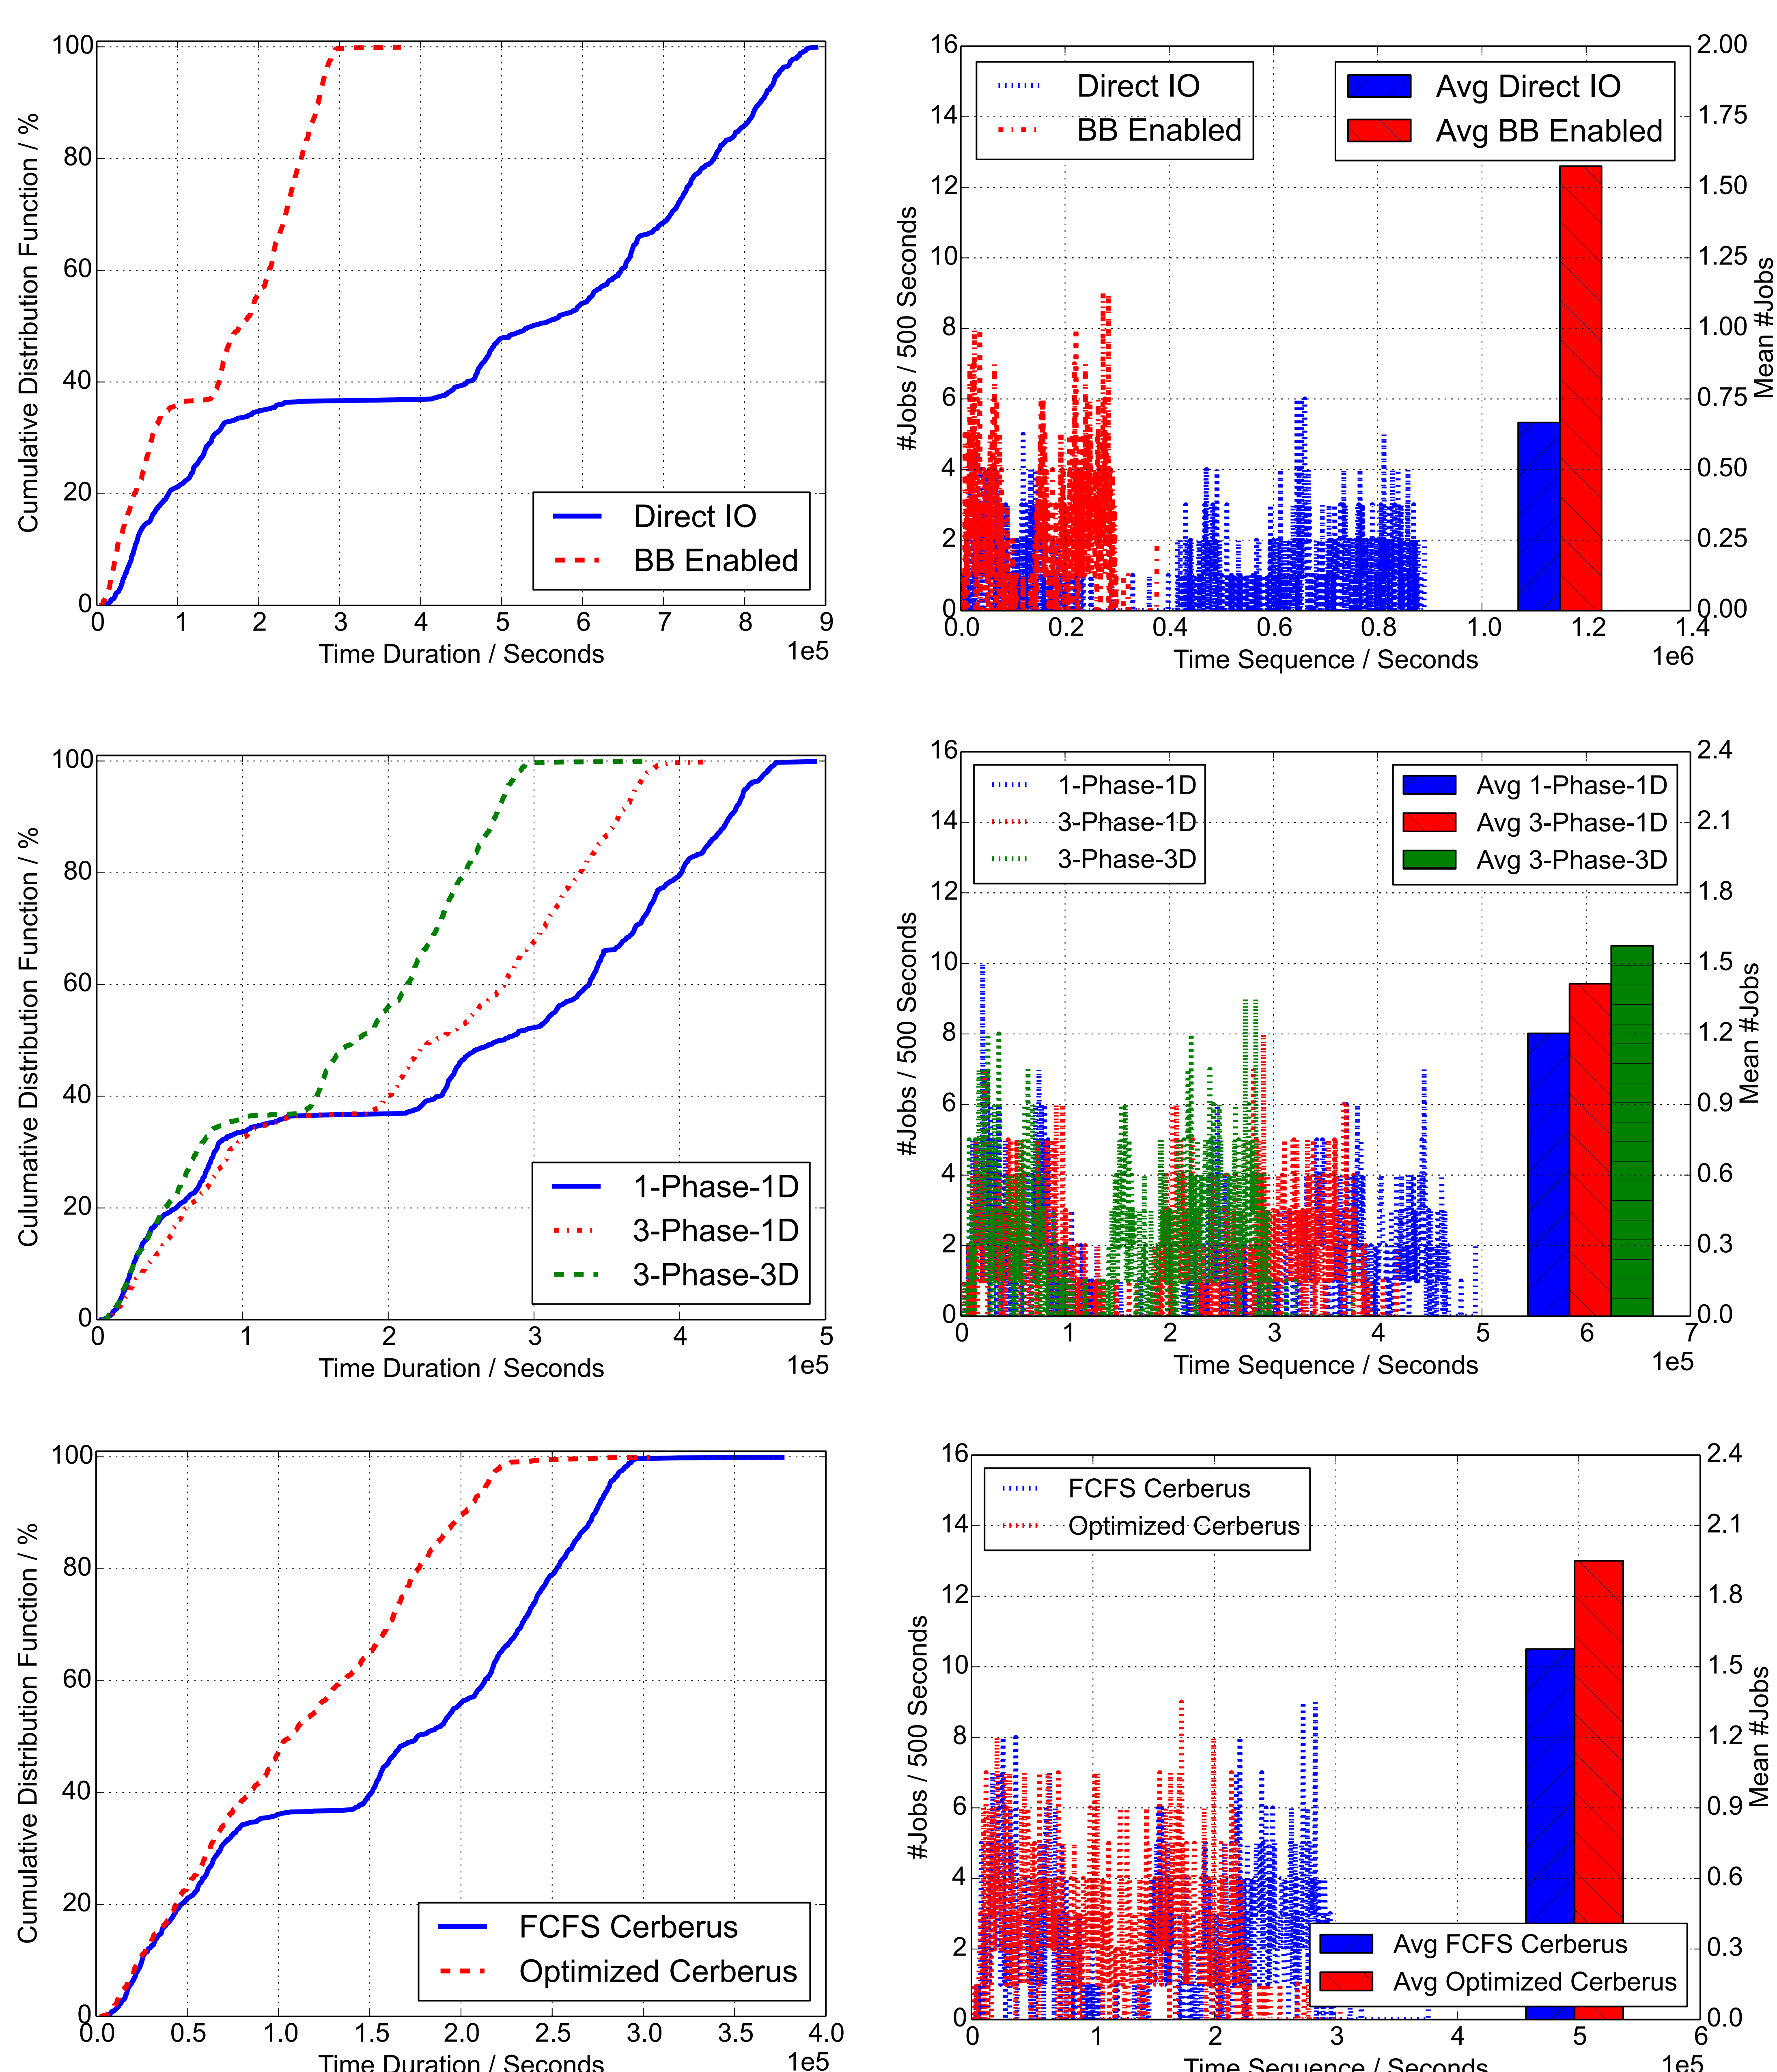 Cumulative Distribution Function / %
100
80
60
40
20
0
Direct IO
BB Enabled
0 1 2 3 4 5 6 7 8 9
Time Duration / Seconds
1e5
#Jobs / 500 Seconds
16
14
12
10
8
6
4
2
0
Direct IO
BB Enabled
Avg Direct IO
Avg BB Enabled
2.00
1.75
1.50
1.25
1.00
0.75
0.50
0.25
0.00
Mean #Jobs
0.0 0.2 0.4 0.6 0.8 1.0 1.2 1.4
Time Sequence / Seconds
1e6
Culumative Distribution Function / %
100
80
60
40
20
0
1-Phase-1D
3-Phase-1D
3-Phase-3D
0 1 2 3 4 5
Time Duration / Seconds
1e5
#Jobs / 500 Seconds
16
14
12
10
8
6
4
2
0
1-Phase-1D
3-Phase-1D
3-Phase-3D
Avg 1-Phase-1D
Avg 3-Phase-1D
Avg 3-Phase-3D
2.4
2.1
1.8
1.5
1.2
0.9
0.6
0.3
0.0
Mean #Jobs
0 1 2 3 4 5 6 7
Time Sequence / Seconds
1e5
Cumulative Distribution Function / %
100
80
60
40
20
0
FCFS Cerberus
Optimized Cerberus
0.0 0.5 1.0 1.5 2.0 2.5 3.0 3.5 4.0
Time Duration / Seconds
1e5
#Jobs / 500 Seconds
16
14
12
10
8
6
4
2
0
FCFS Cerberus
Optimized Cerberus
Avg FCFS Cerberus
Avg Optimized Cerberus
2.4
2.1
1.8
1.5
1.2
0.9
0.6
0.3
0.0
Mean #Jobs
0 1 2 3 4 5 6
Time Sequence / Seconds
1e5